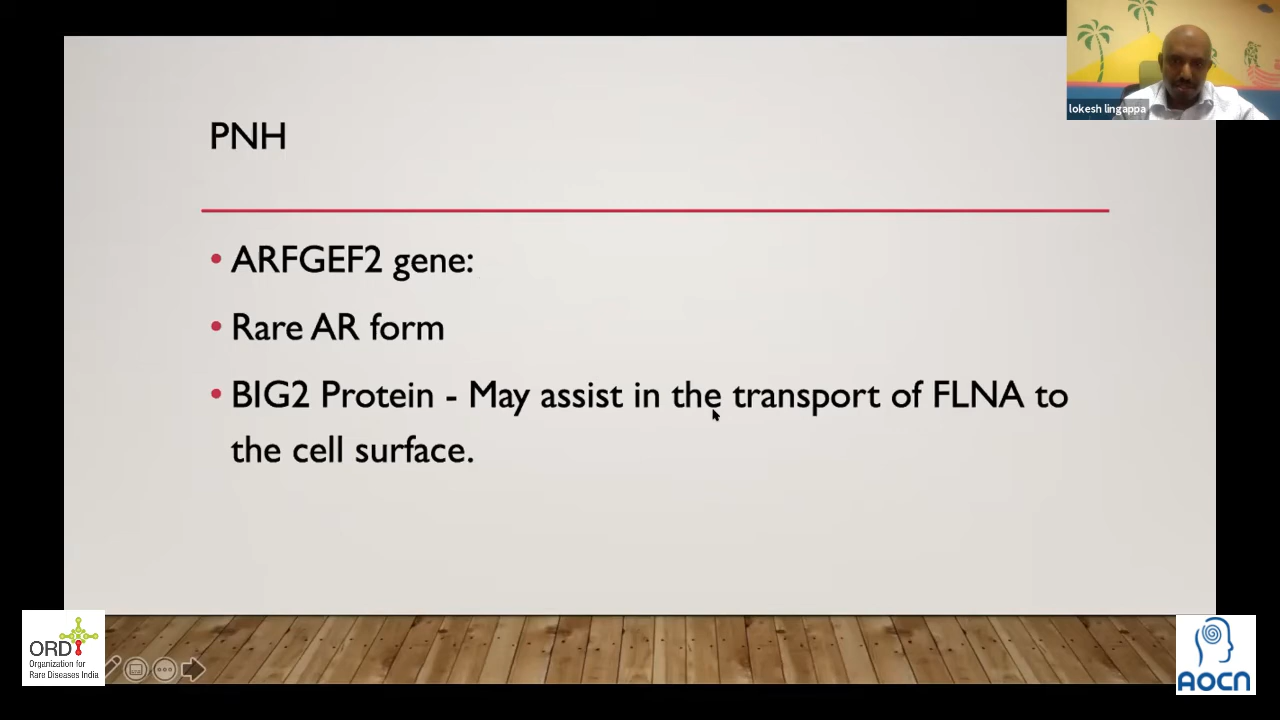 lokesh lingappa
PNH
• ARFGEF2 gene:
• Rare AR form
• BIG2 Protein - May assist in the transport of FLNA to
the cell surface.
ORDI
Organization for
Rare Diseases India
AOCN